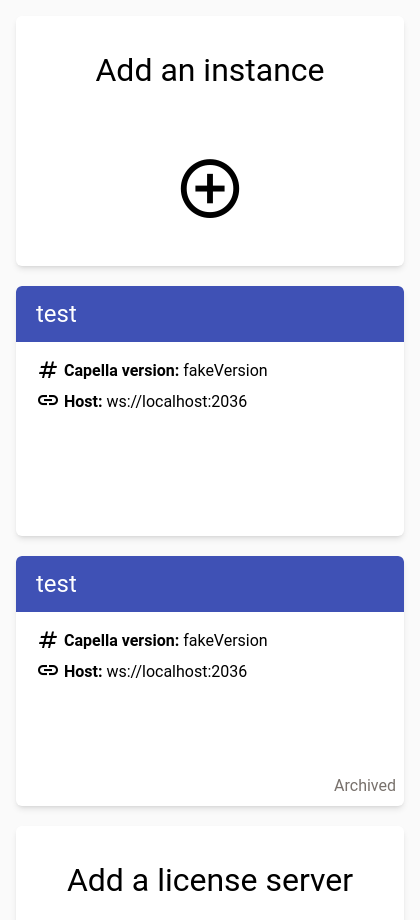 Add an instance
test
Capella version: fakeVersion
Host: ws://localhost:2036
test
Capella version: fakeVersion
Host: ws://localhost:2036
Archived
Add a license server